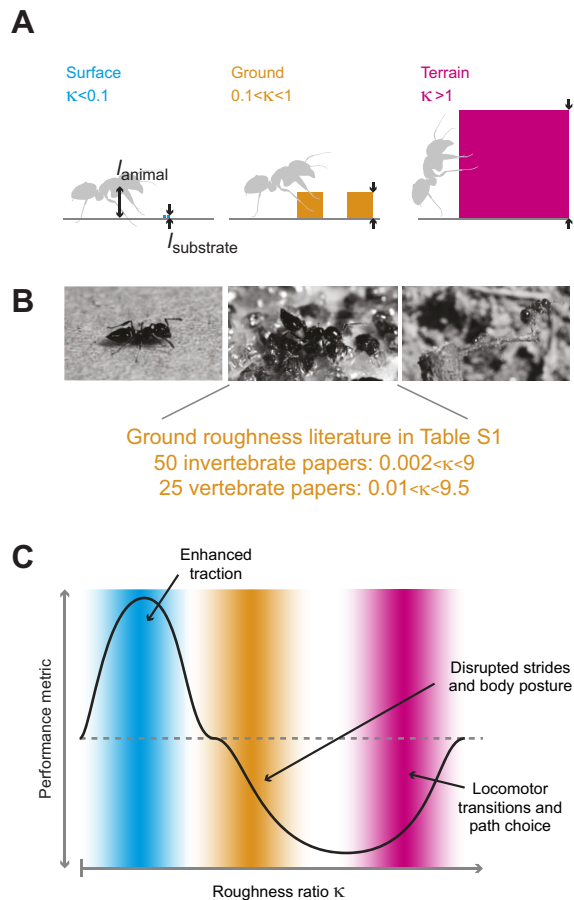 A
Surface
κ<0.1
Ground
0.1<κ<1
Terrain
κ>1
lanimal
lsubstrate
B
Ground roughness literature in Table S1
50 invertebrate papers: 0.002<κ<9
25 vertebrate papers: 0.01<κ<9.5
C
Enhanced
traction
Disrupted strides
and body posture
Locomotor
transitions and
path choice
Performance metric
Roughness ratio κ